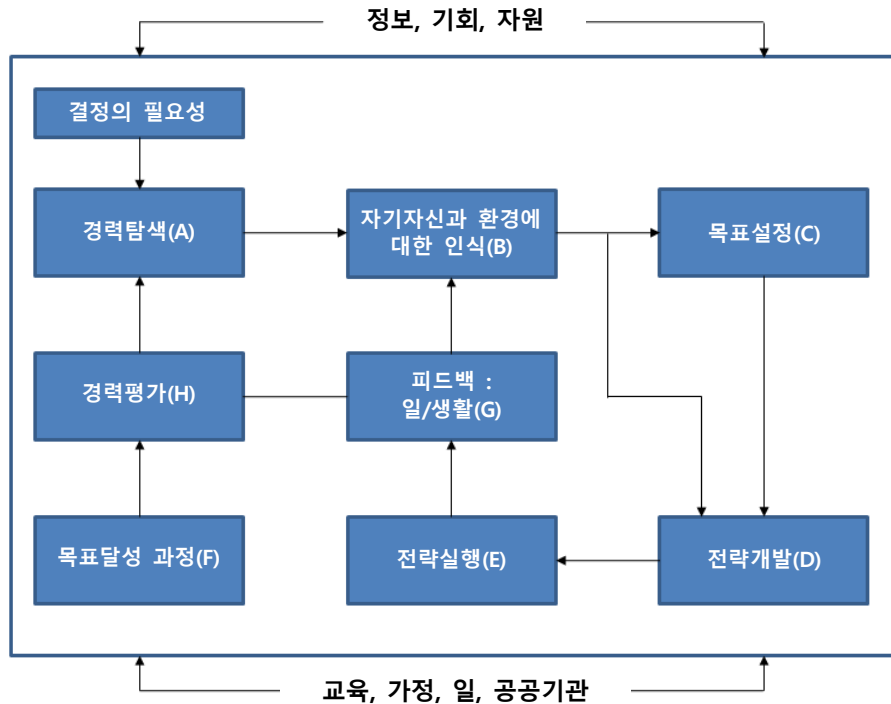 정보, 기회, 자원
결정의 필요성
경력탐색(A)
자기자신과 환경에
대한 인식(B)
목표설정(C)
경력평가(H)
피드백 :
일/생활(G)
목표달성 과정(F)
전략실행(E)
전략개발(D)
교육, 가정, 일, 공공기관